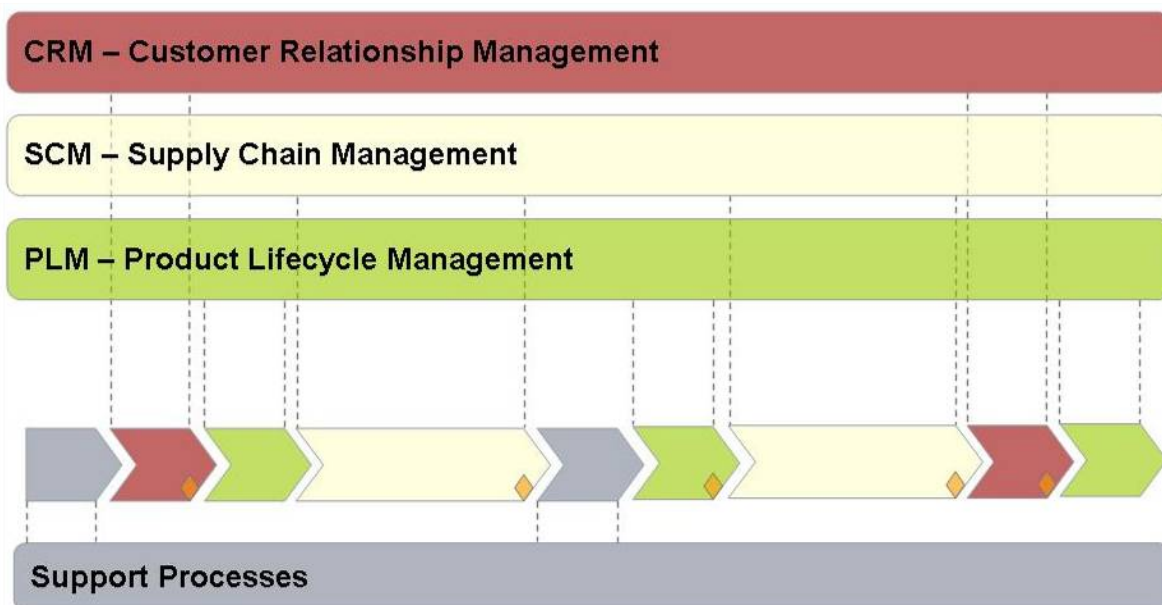 CRM – Customer Relationship Management
SCM – Supply Chain Management
PLM – Product Lifecycle Management
Support Processes